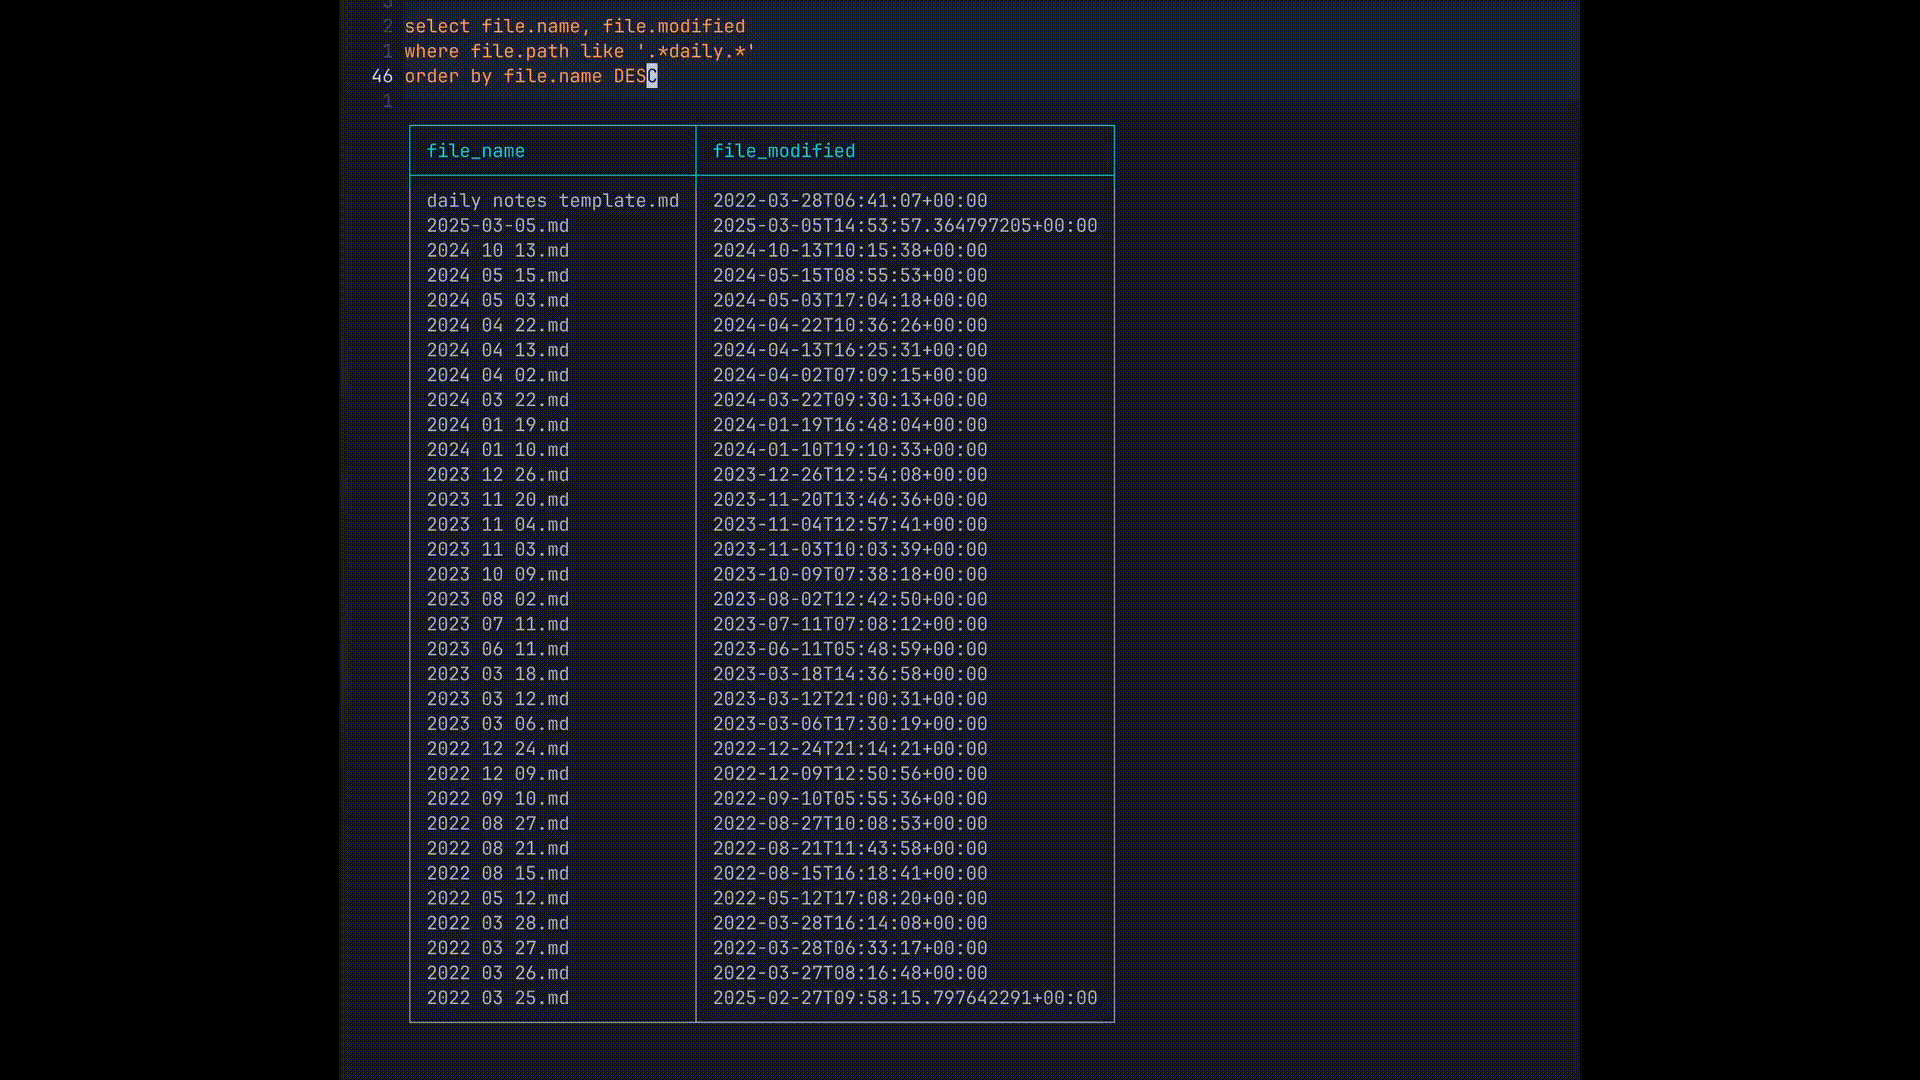 3
2 select file.name, file.modified
1 where file.path like '.*daily.*'
46 order by file.name DESC
1
file_name file_modified
daily notes template.md 2022-03-28T06:41:07+00:00
2025-03-05.md 2025-03-05T14:53:57.364797205+00:00
2024 10 13.md 2024-10-13T10:15:38+00:00
2024 05 15.md 2024-05-15T08:55:53+00:00
2024 05 03.md 2024-05-03T17:04:18+00:00
2024 04 22.md 2024-04-22T10:36:26+00:00
2024 04 13.md 2024-04-13T16:25:31+00:00
2024 04 02.md 2024-04-02T07:09:15+00:00
2024 03 22.md 2024-03-22T09:30:13+00:00
2024 01 19.md 2024-01-19T16:48:04+00:00
2024 01 10.md 2024-01-10T19:10:33+00:00
2023 12 26.md 2023-12-26T12:54:08+00:00
2023 11 20.md 2023-11-20T13:46:36+00:00
2023 11 04.md 2023-11-04T12:57:41+00:00
2023 11 03.md 2023-11-03T10:03:39+00:00
2023 10 09.md 2023-10-09T07:38:18+00:00
2023 08 02.md 2023-08-02T12:42:50+00:00
2023 07 11.md 2023-07-11T07:08:12+00:00
2023 06 11.md 2023-06-11T05:48:59+00:00
2023 03 18.md 2023-03-18T14:36:58+00:00
2023 03 12.md 2023-03-12T21:00:31+00:00
2023 03 06.md 2023-03-06T17:30:19+00:00
2022 12 24.md 2022-12-24T21:14:21+00:00
2022 12 09.md 2022-12-09T12:50:56+00:00
2022 09 10.md 2022-09-10T05:55:36+00:00
2022 08 27.md 2022-08-27T10:08:53+00:00
2022 08 21.md 2022-08-21T11:43:58+00:00
2022 08 15.md 2022-08-15T16:18:41+00:00
2022 05 12.md 2022-05-12T17:08:20+00:00
2022 03 28.md 2022-03-28T16:14:08+00:00
2022 03 27.md 2022-03-28T06:33:17+00:00
2022 03 26.md 2022-03-27T08:16:48+00:00
2022 03 25.md 2025-02-27T09:58:15.797642291+00:00